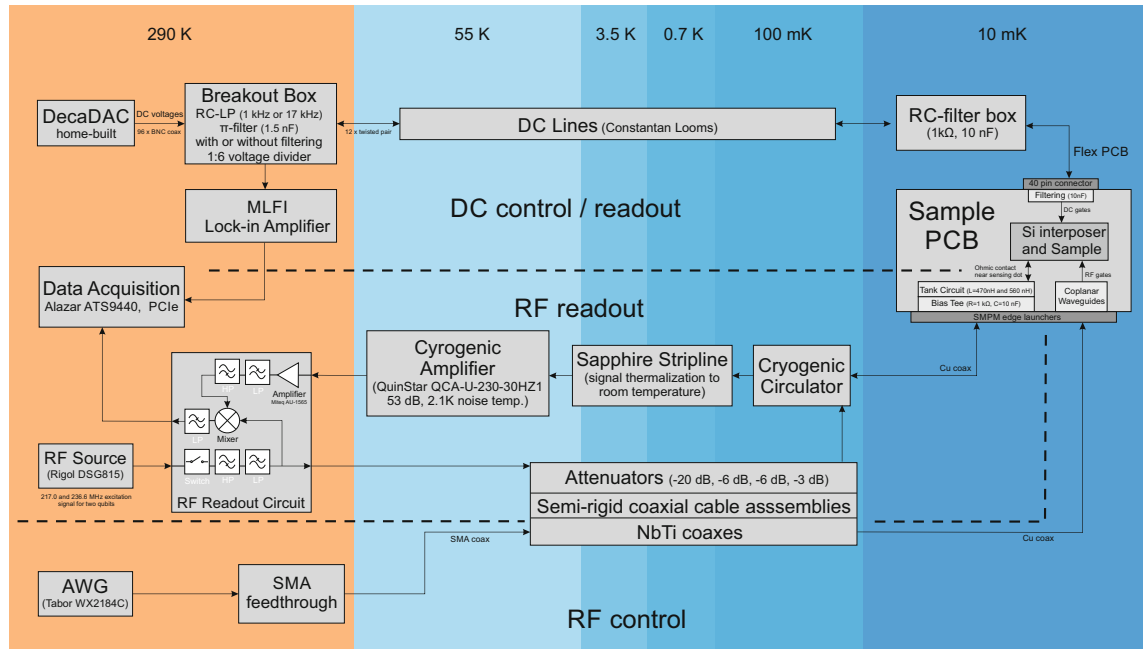 290 K
55 K
3.5 K
0.7 K
100 mK
10 mK
DecaDAC
home-built
DC voltages
96 x BNC coax
Breakout Box
RC-LP (1 kHz or 17 kHz)
π-filter (1.5 nF)
with or without filtering
1:6 voltage divider
12 x twisted pair
DC Lines (Constantan Looms)
RC-filter box
(1kΩ, 10 nF)
Flex PCB
MLFI
Lock-in Amplifier
DC control / readout
40 pin connector
Filtering (10nF)
DC gates
Sample
PCB
Si interposer
and Sample
Ohmic contact
near sensing dot
RF gates
Tank Circuit (L=470nH and 560 nH)
Bias Tee (R=1 kΩ, C=10 nF)
Coplanar
Waveguides
SMPM edge launchers
Data Acquisition
Alazar ATS9440, PCIe
RF readout
Cyrogenic
Amplifier
(QuinStar QCA-U-230-30HZ1
53 dB, 2.1K noise temp.)
Sapphire Stripline
(signal thermalization to
room temperature)
Cryogenic
Circulator
Cu coax
HP
LP
Amplifier
Miteq AU-1565
LP
Mixer
Switch
HP
LP
RF Readout Circuit
RF Source
(Rigol DSG815)
217.0 and 236.6 MHz excitation
signal for two qubits
Attenuators (-20 dB, -6 dB, -6 dB, -3 dB)
Semi-rigid coaxial cable asssemblies
NbTi coaxes
SMA coax
Cu coax
AWG
(Tabor WX2184C)
SMA
feedthrough
RF control